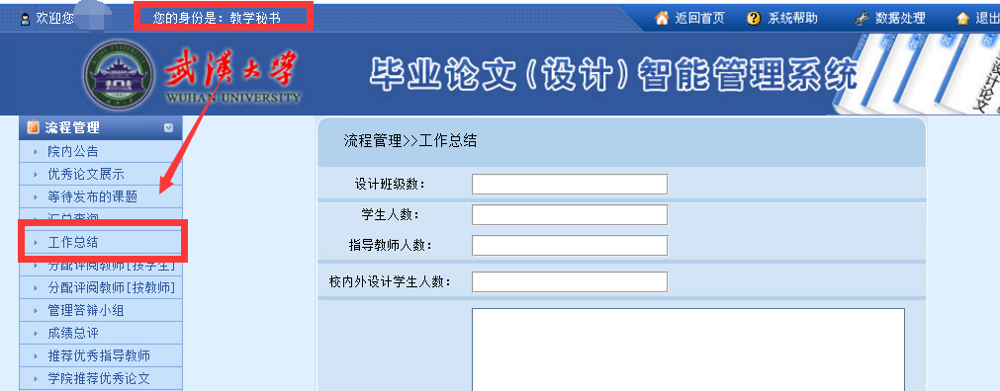 欢迎您
您的身份是: 教学秘书
返回首页
系统帮助
数据处理
退出
武漢大學
WUHAN UNIVERSITY
毕业论文(设计)智能管理系统
流程管理
院内公告
优秀论文展示
等待发布的课题
汇总查询
工作总结
分配评阅教师[按学生]
分配评阅教师[按教师]
管理答辩小组
成绩总评
推荐优秀指导教师
学院推荐优秀论文
流程管理>>工作总结
设计班级数:
学生人数:
指导教师人数:
校内外设计学生人数: